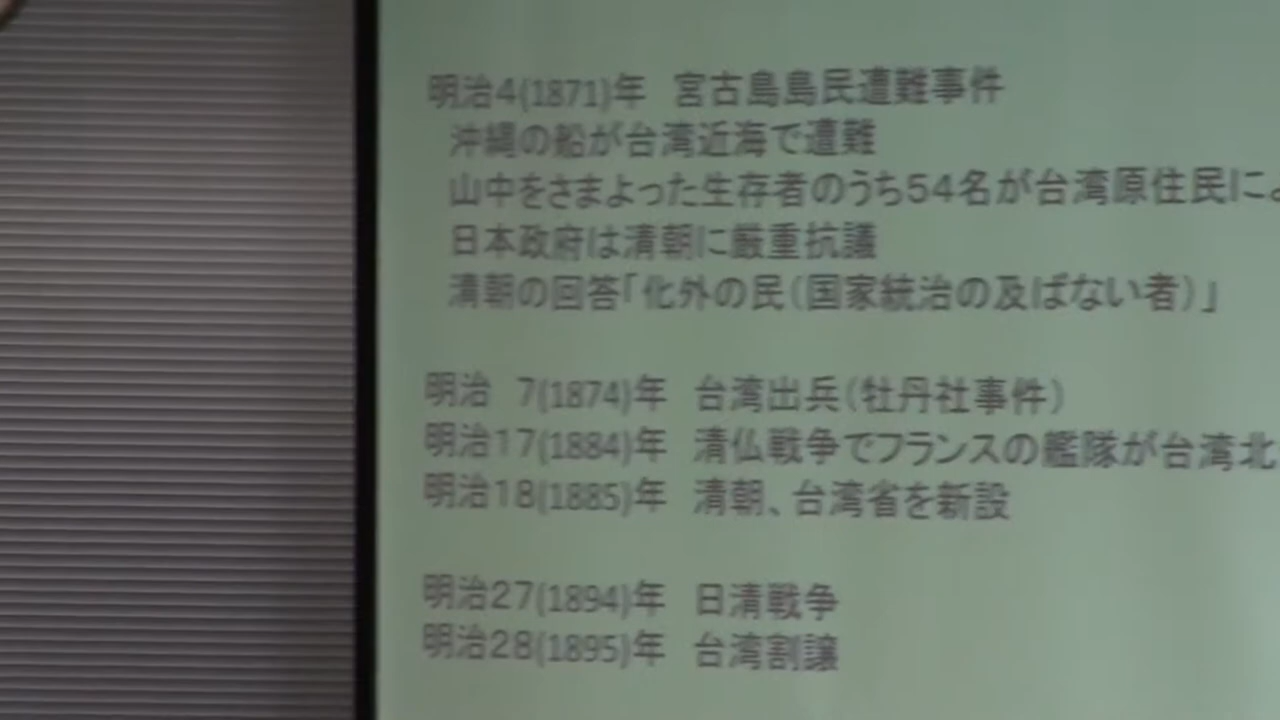 明治4(1871)年　宮古島島民遭難事件
沖縄の船が台湾近海で遭難
山中をさまよった生存者のうち54名が台湾原住民に
日本政府は清朝に厳重抗議
清朝の回答「化外の民(国家統治の及ばない者)」
明治　7(1874)年　台湾出兵(牡丹社事件)
明治17(1884)年　清仏戦争でフランスの艦隊が台湾北
明治18(1885)年　清朝、台湾省を新設
明治27(1894)年　日清戦争
明治28(1895)年　台湾割譲